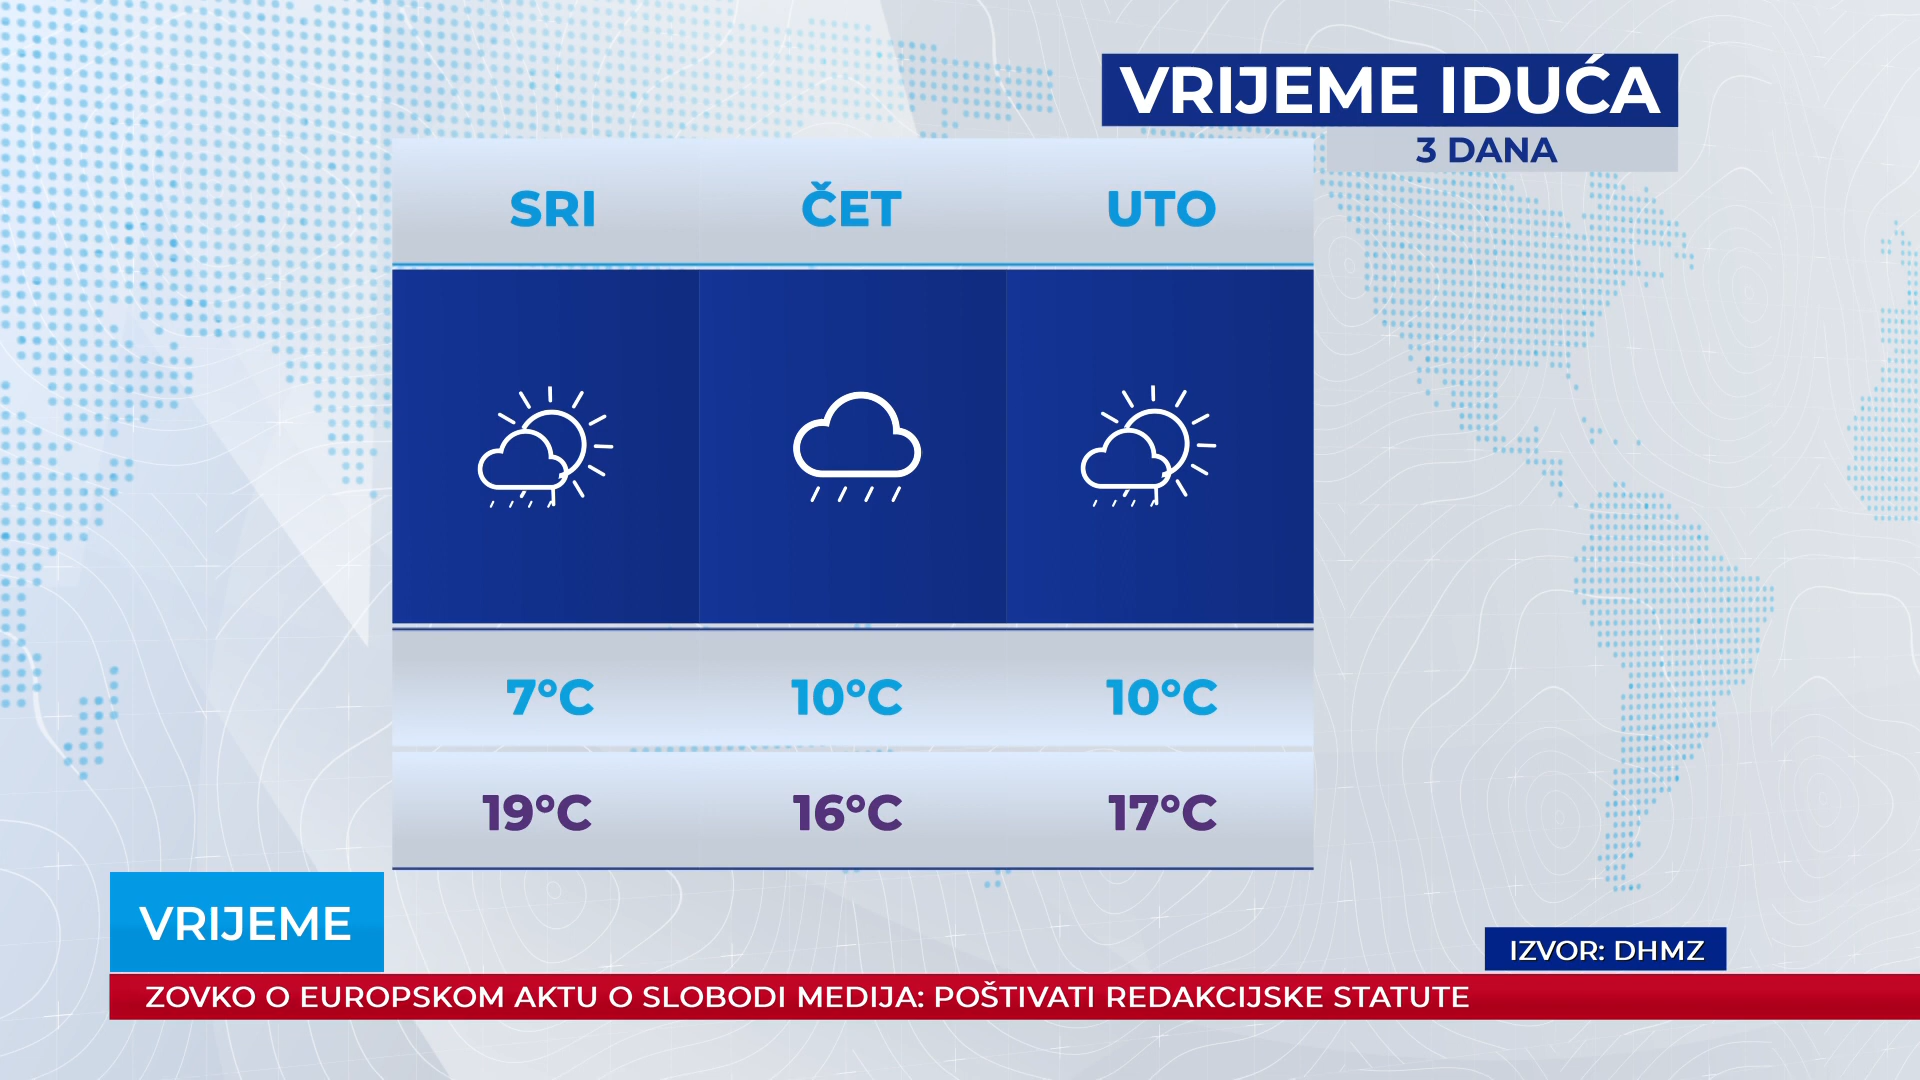 VRIJEME IDUĆA
3 DANA
SRI ČET UTO
7°C 10°C 10°C
19°C 16°C 17°C
VRIJEME
IZVOR: DHMZ
ZOVKO O EUROPSKOM AKTU O SLOBODI MEDIJA: POŠTIVATI REDAKCIJSKE STATUTE